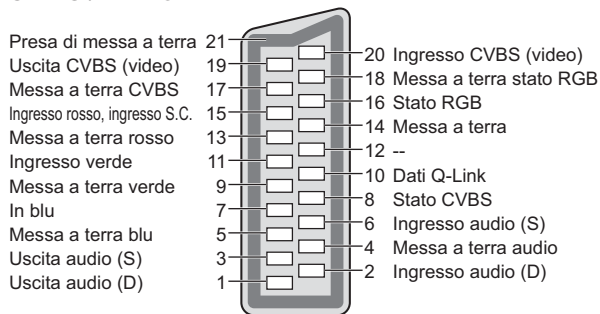 Presa di messa a terra 21
Uscita CVBS (video) 19
Messa a terra CVBS 17
Ingresso rosso, ingresso S.C. 15
Messa a terra rosso 13
Ingresso verde 11
Messa a terra verde 9
In blu 7
Messa a terra blu 5
Uscita audio (S) 3
Uscita audio (D) 1
20 Ingresso CVBS (video)
18 Messa a terra stato RGB
16 Stato RGB
14 Messa a terra
12 --
10 Dati Q-Link
8 Stato CVBS
6 Ingresso audio (S)
4 Messa a terra audio
2 Ingresso audio (D)